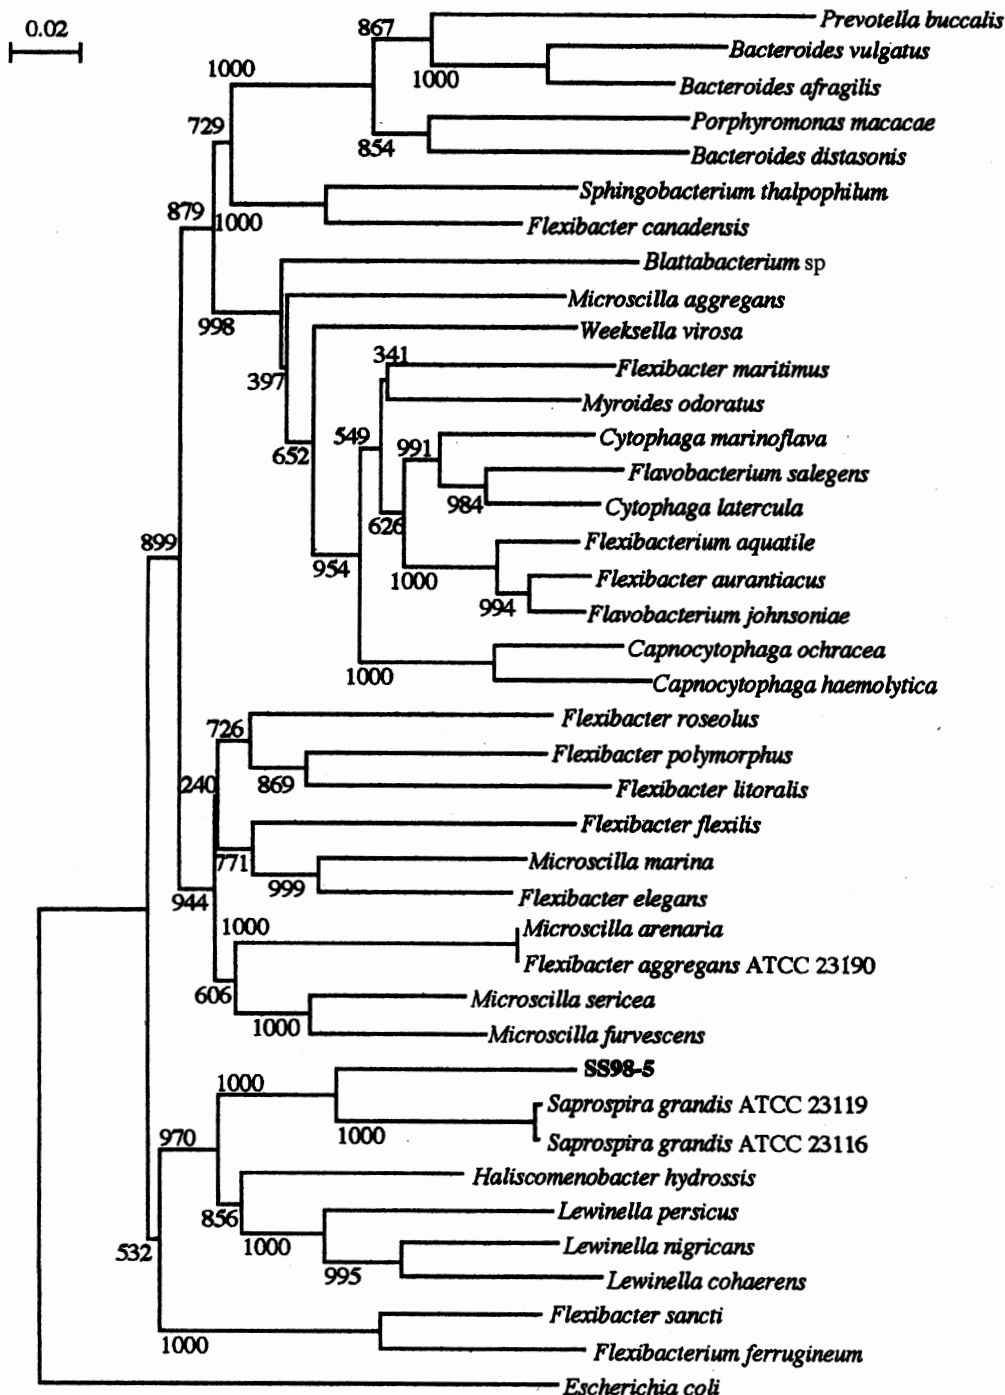 0.02
867
Prevotella buccalis
Bacteroides vulgatus
1000
1000
Bacteroides afragilis
729
Porphyromonas macacae
854
Bacteroides distasonis
Sphingobacterium thalpophilum
879
1000
Flexibacter canadensis
Blattabacterium sp
Microscilla aggregans
998
Weeksella virosa
341
Flexibacter maritimus
397
Myroides odoratus
549
991
Cytophaga marinoflava
652
Flavobacterium salegens
984
Cytophaga latercula
626
899
Flexibacterium aquatile
954
1000
Flexibacter aurantiacus
994
Flavobacterium johnsoniae
Capnocytophaga ochracea
1000
Capnocytophaga haemolytica
726
Flexibacter roseolus
Flexibacter polymorphus
240
869
Flexibacter litoralis
Flexibacter flexilis
771
Microscilla marina
999
Flexibacter elegans
944
1000
Microscilla arenaria
Flexibacter aggregans ATCC 23190
606
Microscilla sericea
1000
Microscilla furvescens
SS98-5
1000
Saprospira grandis ATCC 23119
970
1000
Saprospira grandis ATCC 23116
Haliscomenobacter hydrossis
856
Lewinella persicus
532
1000
Lewinella nigricans
995
Lewinella cohaerens
Flexibacter sancti
1000
Flexibacterium ferrugineum
Escherichia coli